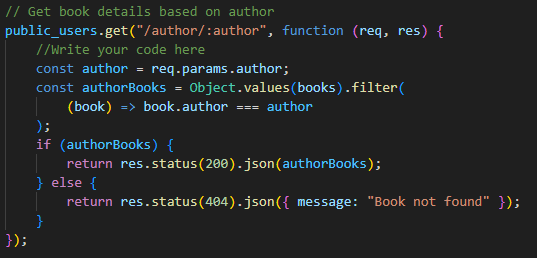 // Get book details based on author
public_users.get("/author/:author", function (req, res) {
    //Write your code here
    const author = req.params.author;
    const authorBooks = Object.values(books).filter(
        (book) => book.author === author
    );
    if (authorBooks) {
        return res.status(200).json(authorBooks);
    } else {
        return res.status(404).json({ message: "Book not found" });
    }
});